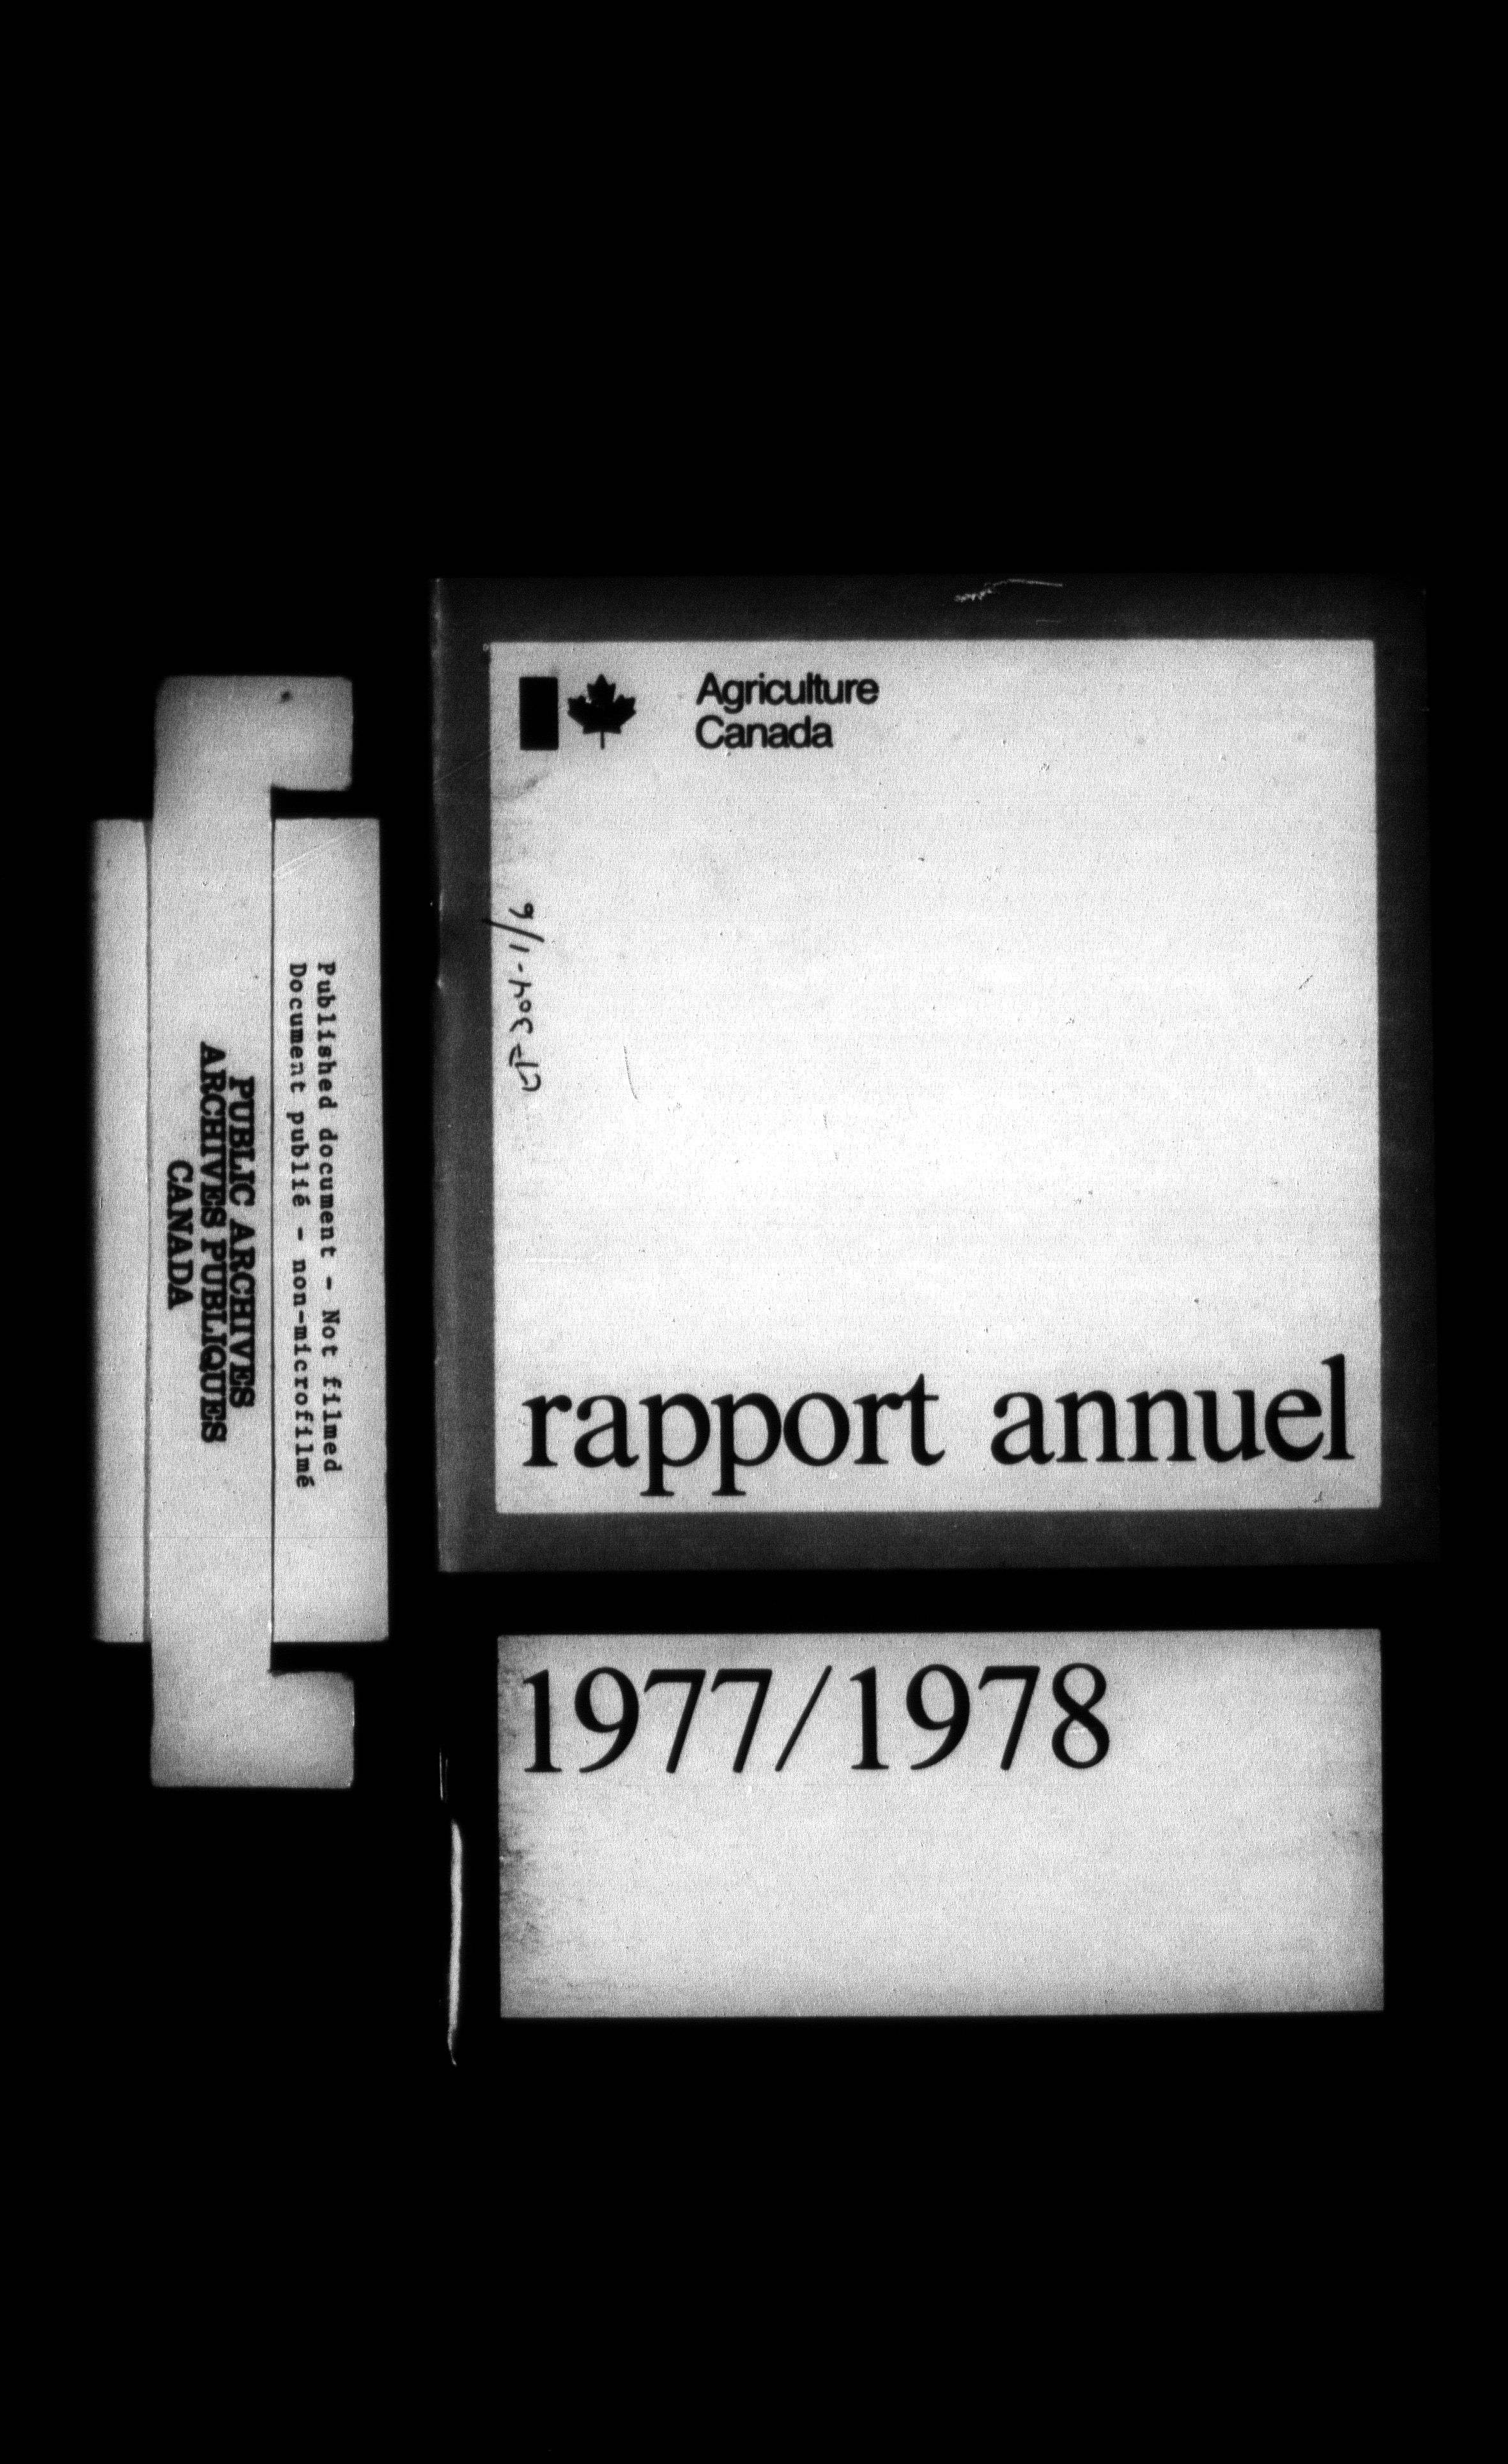 Published document - Not filmed
Document publié - non-microfilmé
PUBLIC ARCHIVES
ARCHIVES PUBLIQUES
CANADA
Agriculture
Canada
rapport annuel
1977/1978